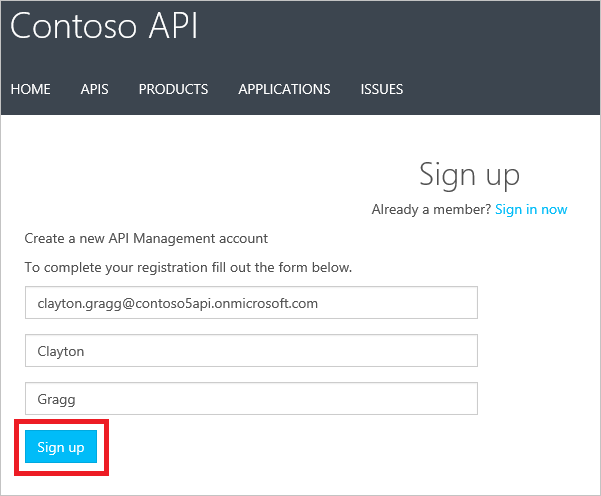 Contoso API
HOME APIS PRODUCTS APPLICATIONS ISSUES
Sign up
Already a member? Sign in now
Create a new API Management account
To complete your registration fill out the form below.
clayton.gragg@contoso5api.onmicrosoft.com
Clayton
Gragg
Sign up